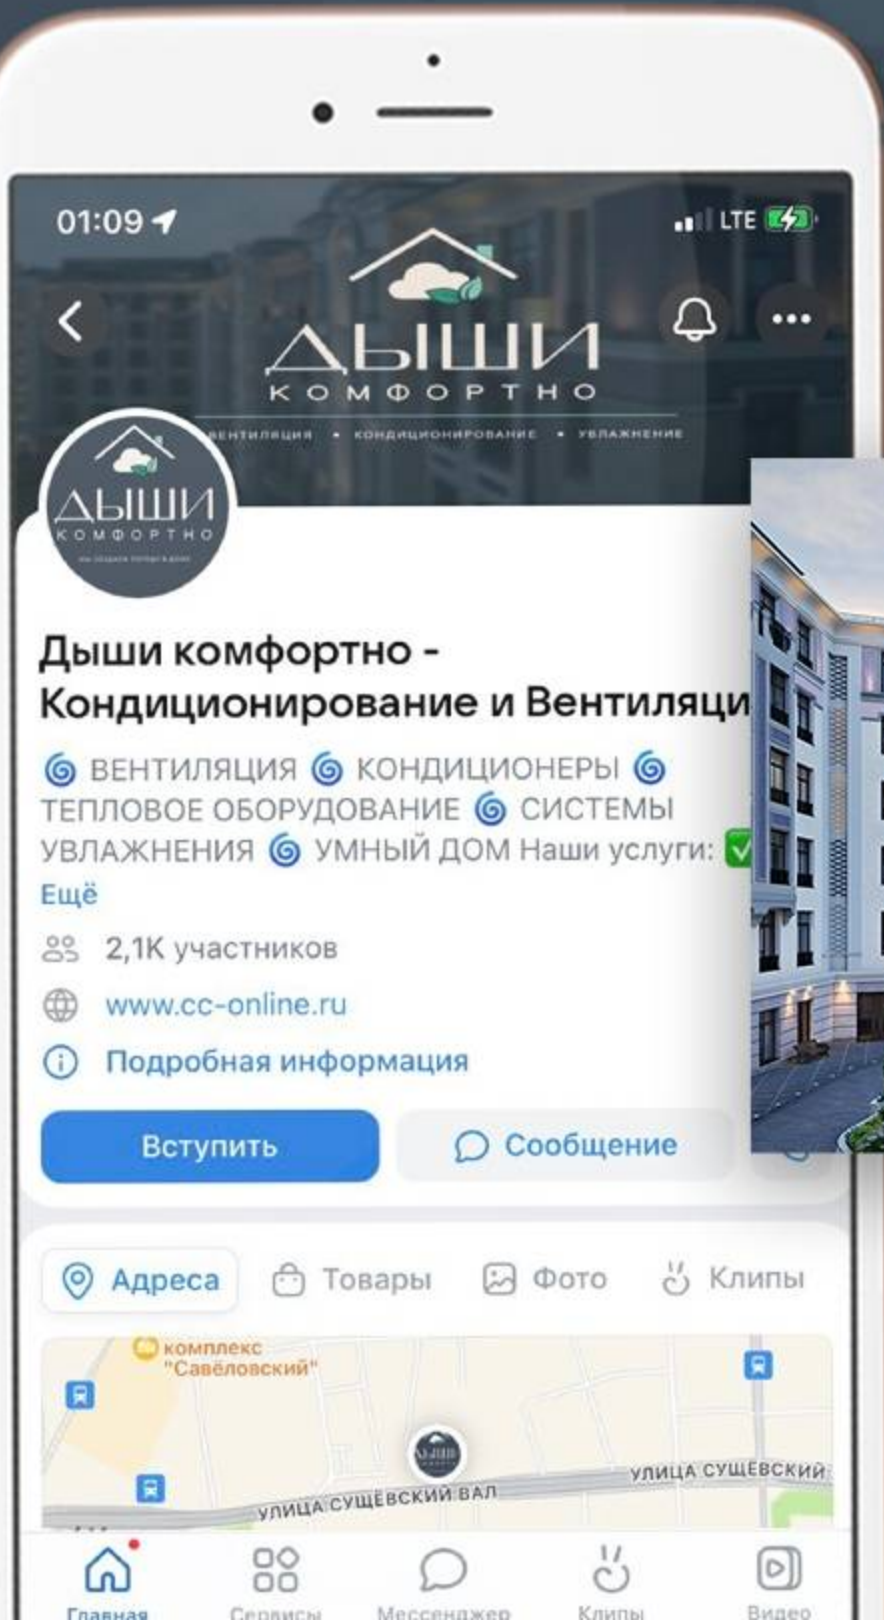 01:09
LTE
ДЫШИ
КОМФОРТНО
ВЕНТИЛЯЦИЯ • КОНДИЦИОНИРОВАНИЕ • УВЛАЖНЕНИЕ
ДЫШИ
КОМФОРТНО
Дыши комфортно -
Кондиционирование и Вентиляци
🌀 ВЕНТИЛЯЦИЯ 🌀 КОНДИЦИОНЕРЫ 🌀
ТЕПЛОВОЕ ОБОРУДОВАНИЕ 🌀 СИСТЕМЫ
УВЛАЖНЕНИЯ 🌀 УМНЫЙ ДОМ Наши услуги: ✅
Ещё
2,1K участников
www.cc-online.ru
Подробная информация
Вступить
Сообщение
Адреса Товары Фото Клипы
комплекс
"Савёловский"
ДЫШИ
УЛИЦА СУЩЁВСКИЙ ВАЛ
УЛИЦА СУЩЁВСКИЙ
Главная Сервисы Мессенджер Клипы Видео